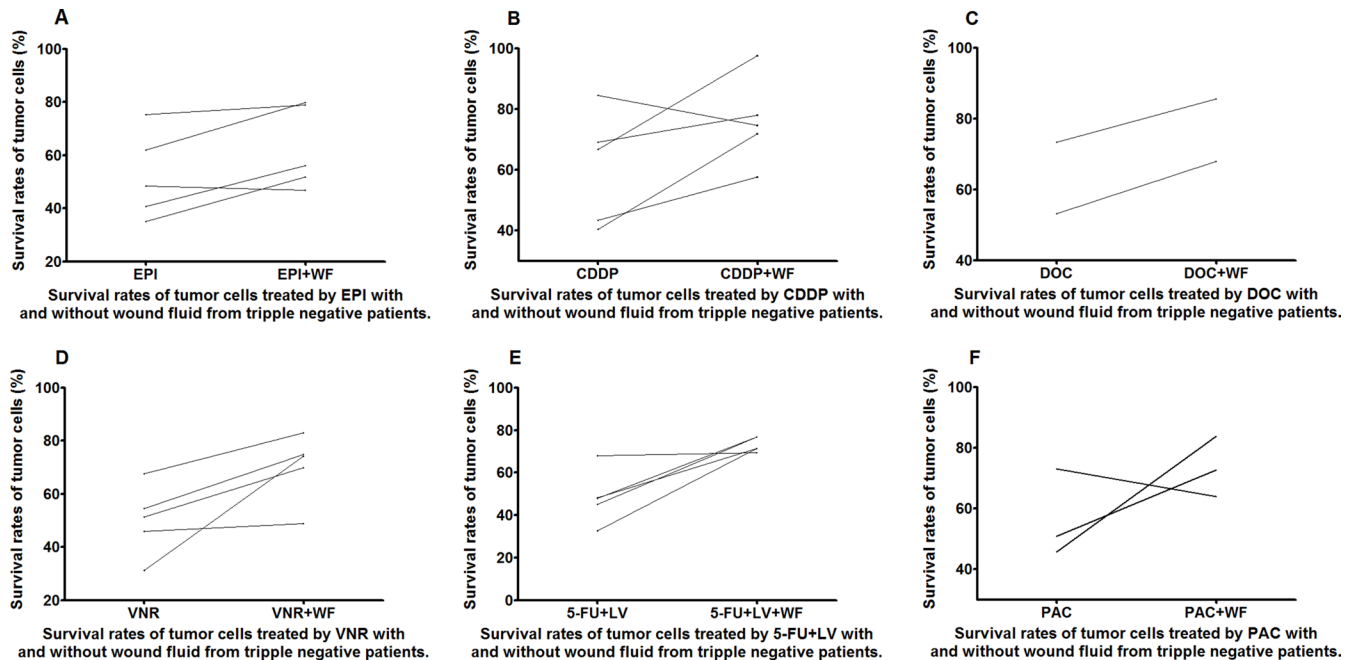 A
Survival rates of tumor cells (%)
100
80
60
40
20
EPI EPI+WF
Survival rates of tumor cells treated by EPI with
and without wound fluid from tripple negative patients.
B
Survival rates of tumor cells (%)
100
80
60
40
CDDP CDDP+WF
Survival rates of tumor cells treated by CDDP with
and without wound fluid from tripple negative patients.
C
Survival rates of tumor cells (%)
100
80
60
40
DOC DOC+WF
Survival rates of tumor cells treated by DOC with
and without wound fluid from tripple negative patients.
D
Survival rates of tumor cells (%)
100
80
60
40
20
VNR VNR+WF
Survival rates of tumor cells treated by VNR with
and without wound fluid from tripple negative patients.
E
Survival rates of tumor cells (%)
100
80
60
40
20
0
5-FU+LV 5-FU+LV+WF
Survival rates of tumor cells treated by 5-FU+LV with
and without wound fluid from tripple negative patients.
F
Survival rates of tumor cells (%)
100
80
60
40
PAC PAC+WF
Survival rates of tumor cells treated by PAC with
and without wound fluid from tripple negative patients.